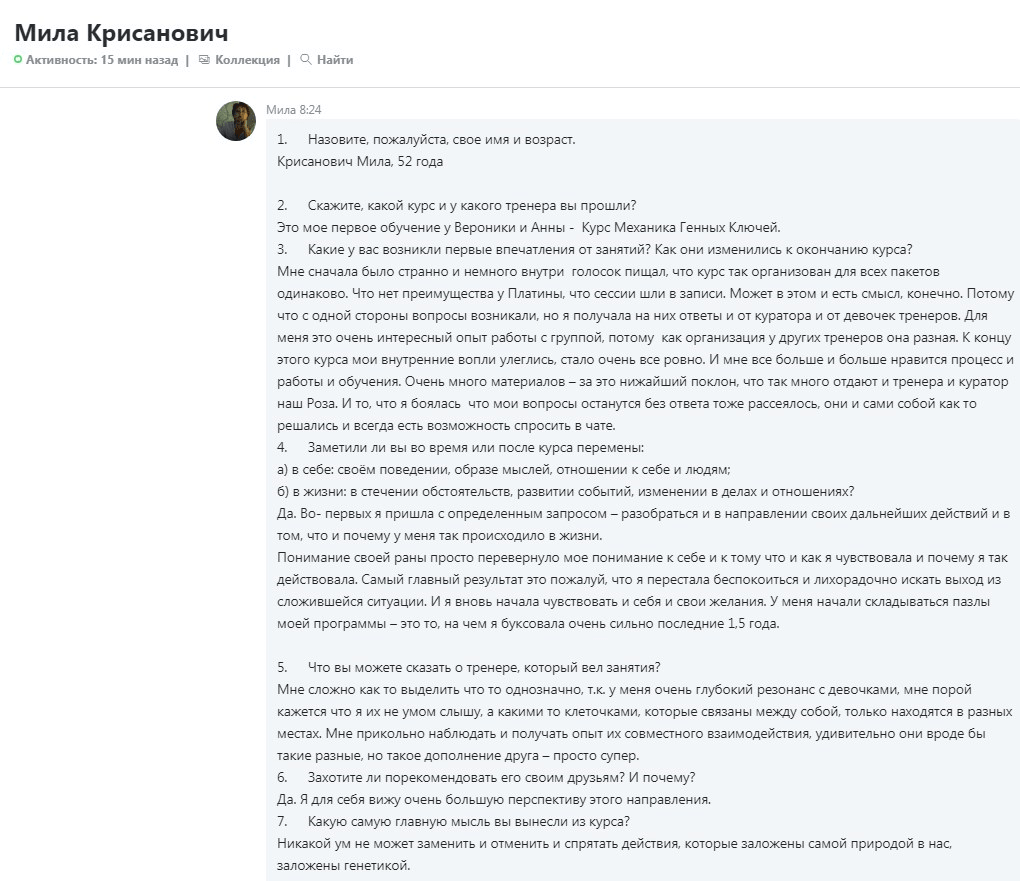 Мила Крисанович
Активность: 15 мин назад | Коллекция | Найти
Мила 8:24
1. Назовите, пожалуйста, свое имя и возраст.
Крисанович Мила, 52 года
2. Скажите, какой курс и у какого тренера вы прошли?
Это мое первое обучение у Вероники и Анны - Курс Механика Генных Ключей.
3. Какие у вас возникли первые впечатления от занятий? Как они изменились к окончанию курса?
Мне сначала было странно и немного внутри голосок пищал, что курс так организован для всех пакетов
одинаково. Что нет преимущества у Платины, что сессии шли в записи. Может в этом и есть смысл, конечно. Потому
что с одной стороны вопросы возникали, но я получала на них ответы и от куратора и от девочек тренеров. Для
меня это очень интересный опыт работы с группой, потому как организация у других тренеров она разная. К концу
этого курса мои внутренние вопли улеглись, стало очень все ровно. И мне все больше и больше нравится процесс и
работы и обучения. Очень много материалов – за это нижайший поклон, что так много отдают и тренера и куратор
наш Роза. И то, что я боялась что мои вопросы останутся без ответа тоже рассеялось, они и сами собой как то
решались и всегда есть возможность спросить в чате.
4. Заметили ли вы во время или после курса перемены:
а) в себе: своём поведении, образе мыслей, отношении к себе и людям;
б) в жизни: в стечении обстоятельств, развитии событий, изменении в делах и отношениях?
Да. Во- первых я пришла с определенным запросом – разобраться и в направлении своих дальнейших действий и в
том, что и почему у меня так происходило в жизни.
Понимание своей раны просто перевернуло мое понимание к себе и к тому что и как я чувствовала и почему я так
действовала. Самый главный результат это пожалуй, что я перестала беспокоиться и лихорадочно искать выход из
сложившейся ситуации. И я вновь начала чувствовать и себя и свои желания. У меня начали складываться пазлы
моей программы – это то, на чем я буксовала очень сильно последние 1,5 года.
5. Что вы можете сказать о тренере, который вел занятия?
Мне сложно как то выделить что то однозначно, т.к. у меня очень глубокий резонанс с девочками, мне порой
кажется что я их не умом слышу, а какими то клеточками, которые связаны между собой, только находятся в разных
местах. Мне прикольно наблюдать и получать опыт их совместного взаимодействия, удивительно они вроде бы
такие разные, но такое дополнение друга – просто супер.
6. Захотите ли порекомендовать его своим друзьям? И почему?
Да. Я для себя вижу очень большую перспективу этого направления.
7. Какую самую главную мысль вы вынесли из курса?
Никакой ум не может заменить и отменить и спрятать действия, которые заложены самой природой в нас,
заложены генетикой.